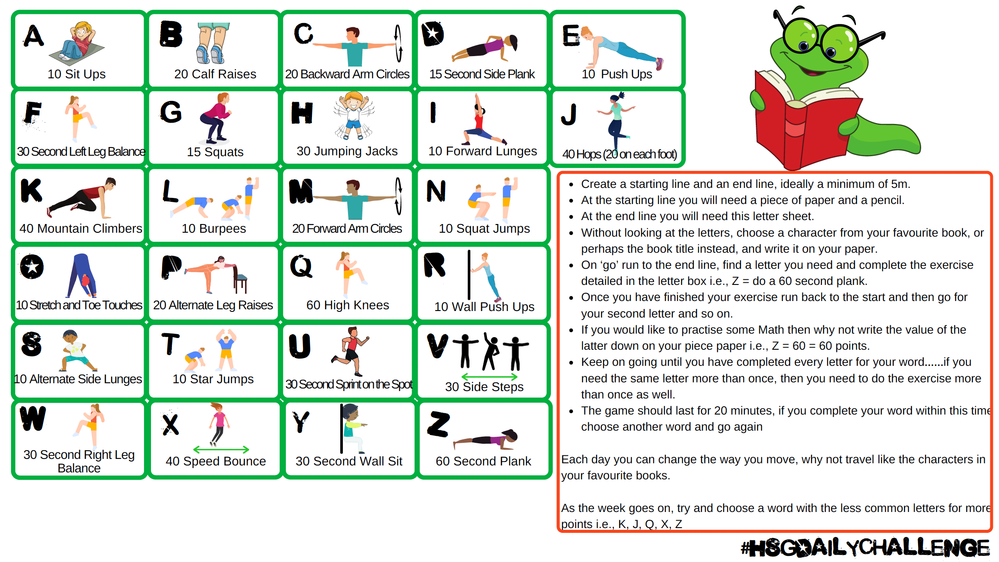 A
10 Sit Ups
B
20 Calf Raises
C
20 Backward Arm Circles
D
15 Second Side Plank
E
10 Push Ups
F
30 Second Left Leg Balance
G
15 Squats
H
30 Jumping Jacks
I
10 Forward Lunges
J
40 Hops (20 on each foot)
K
40 Mountain Climbers
L
10 Burpees
M
20 Forward Arm Circles
N
10 Squat Jumps
O
10 Stretch and Toe Touches
P
20 Alternate Leg Raises
Q
60 High Knees
R
10 Wall Push Ups
S
10 Alternate Side Lunges
T
10 Star Jumps
U
30 Second Sprint on the Spot
V
30 Side Steps
W
30 Second Right Leg
Balance
X
40 Speed Bounce
Y
30 Second Wall Sit
Z
60 Second Plank
• Create a starting line and an end line, ideally a minimum of 5m.
• At the starting line you will need a piece of paper and a pencil.
• At the end line you will need this letter sheet.
• Without looking at the letters, choose a character from your favourite book, or
perhaps the book title instead, and write it on your paper.
• On ‘go’ run to the end line, find a letter you need and complete the exercise
detailed in the letter box i.e., Z = do a 60 second plank.
• Once you have finished your exercise run back to the start and then go for
your second letter and so on.
• If you would like to practise some Math then why not write the value of the
latter down on your piece paper i.e., Z = 60 = 60 points.
• Keep on going until you have completed every letter for your word......if you
need the same letter more than once, then you need to do the exercise more
than once as well.
• The game should last for 20 minutes, if you complete your word within this time
choose another word and go again
Each day you can change the way you move, why not travel like the characters in
your favourite books.
As the week goes on, try and choose a word with the less common letters for more
points i.e., K, J, Q, X, Z
#HSGDAILYCHALLENGE